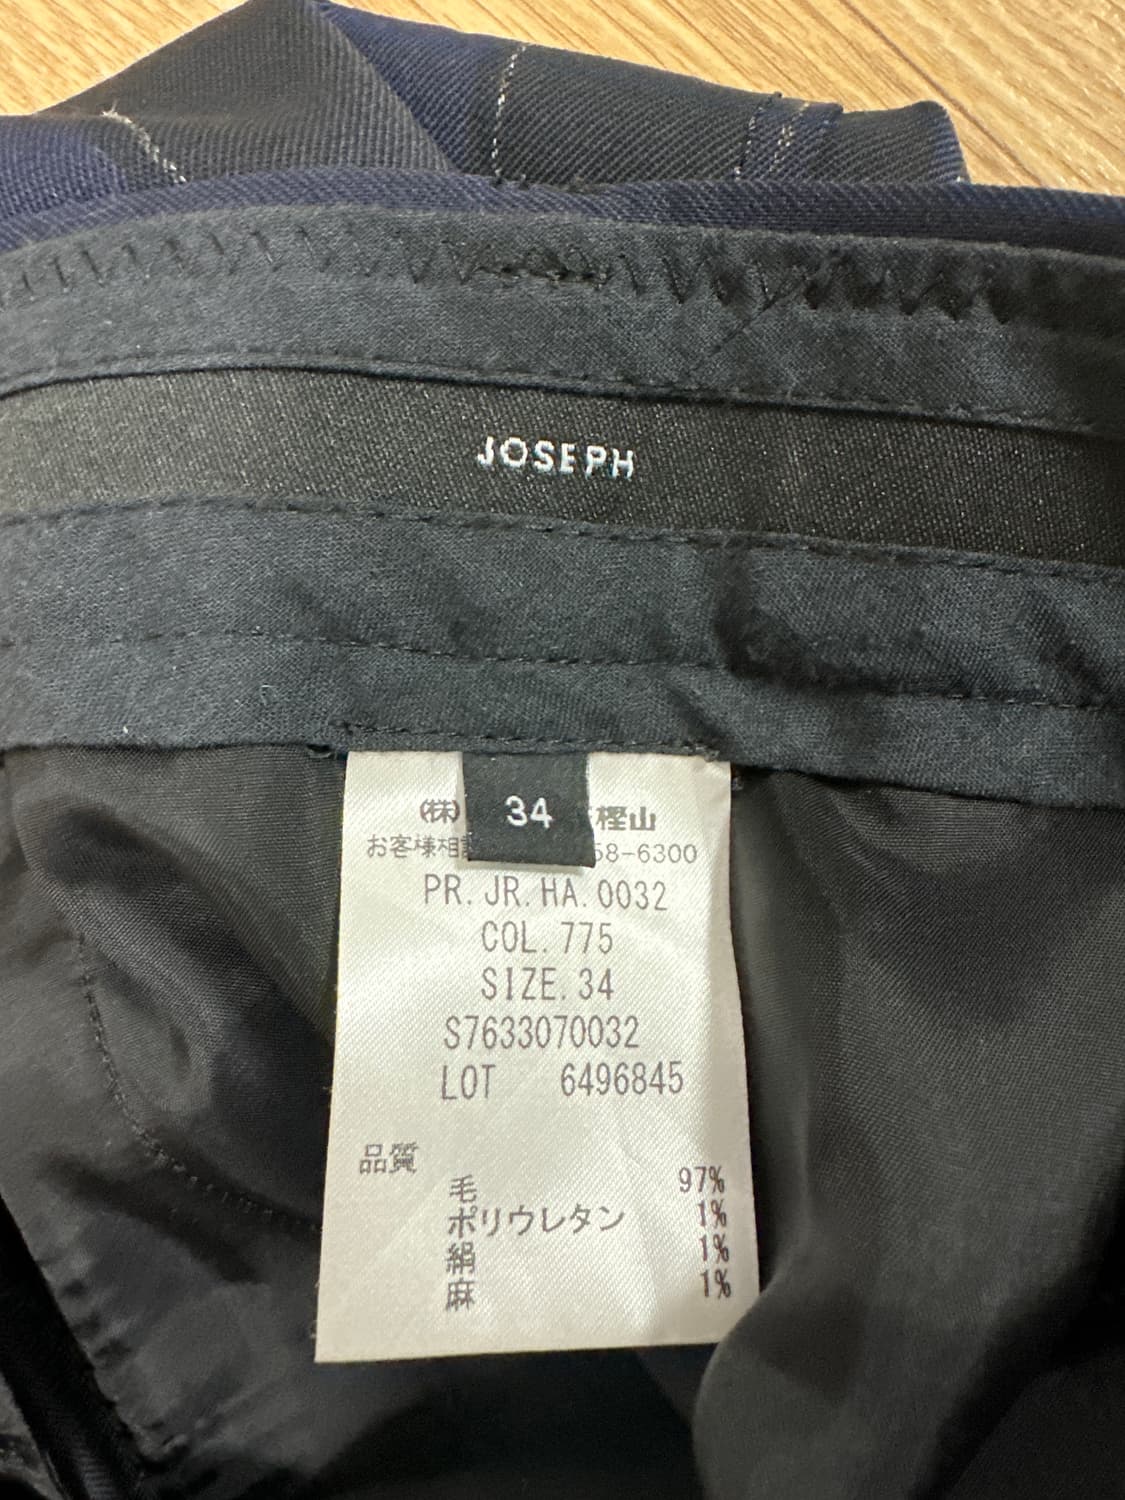 JOSEPH
34
(株) 樫山
お客様相 58-6300
PR. JR. HA. 0032
COL. 775
SIZE. 34
S7633070032
LOT 6496845
品質
毛 97%
ポリウレタン 1%
絹 1%
麻 1%